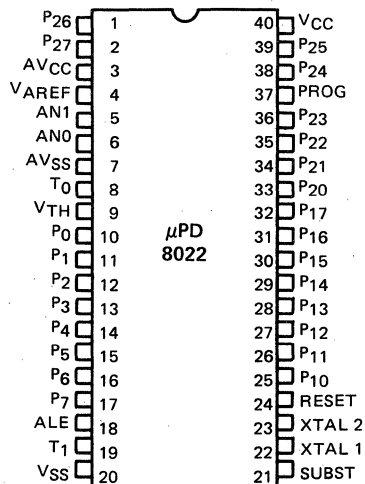 P26 1 40 VCC
P27 2 39 P25
AVCC 3 38 P24
VAREF 4 37 PROG
AN1 5 36 P23
AN0 6 35 P22
AVSS 7 34 P21
T0 8 33 P20
VTH 9 32 P17
P0 10 31 P16
P1 11 30 P15
P2 12 29 P14
P3 13 28 P13
P4 14 27 P12
P5 15 26 P11
P6 16 25 P10
P7 17 24 RESET
ALE 18 23 XTAL 2
T1 19 22 XTAL 1
VSS 20 21 SUBST
μPD
8022